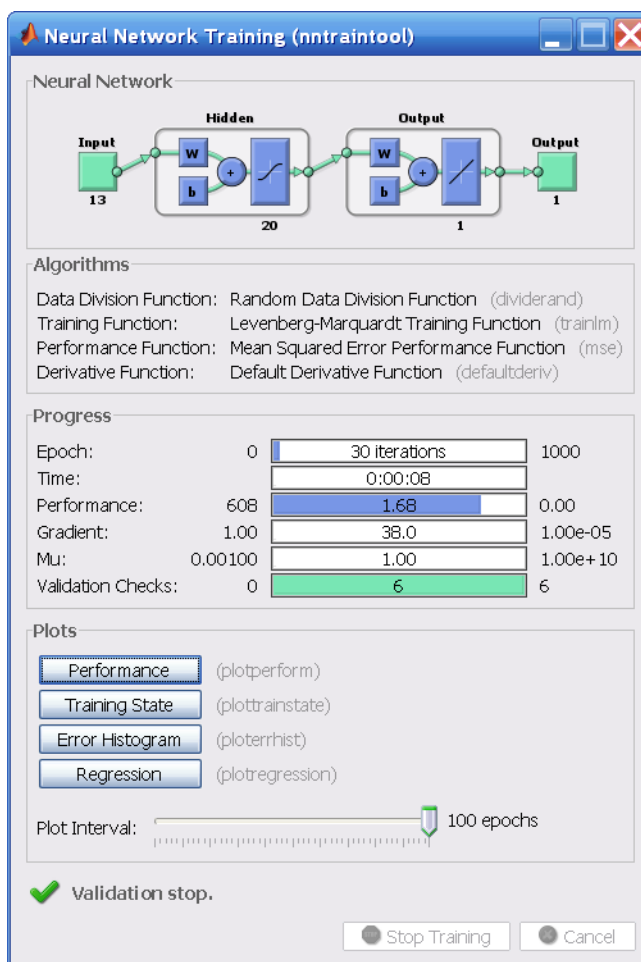 Neural Network Training (nntraintool)
Neural Network
Hidden Output
Input Output
W W
+ +
b b
13 1
20 1
Algorithms
Data Division Function: Random Data Division Function (dividerand)
Training Function: Levenberg-Marquardt Training Function (trainlm)
Performance Function: Mean Squared Error Performance Function (mse)
Derivative Function: Default Derivative Function (defaultderiv)
Progress
Epoch: 0 30 iterations 1000
Time: 0:00:08
Performance: 608 1.68 0.00
Gradient: 1.00 38.0 1.00e-05
Mu: 0.00100 1.00 1.00e+10
Validation Checks: 0 6 6
Plots
Performance (plotperform)
Training State (plottrainstate)
Error Histogram (ploterrhist)
Regression (plotregression)
Plot Interval: 100 epochs
Validation stop.
Stop Training Cancel